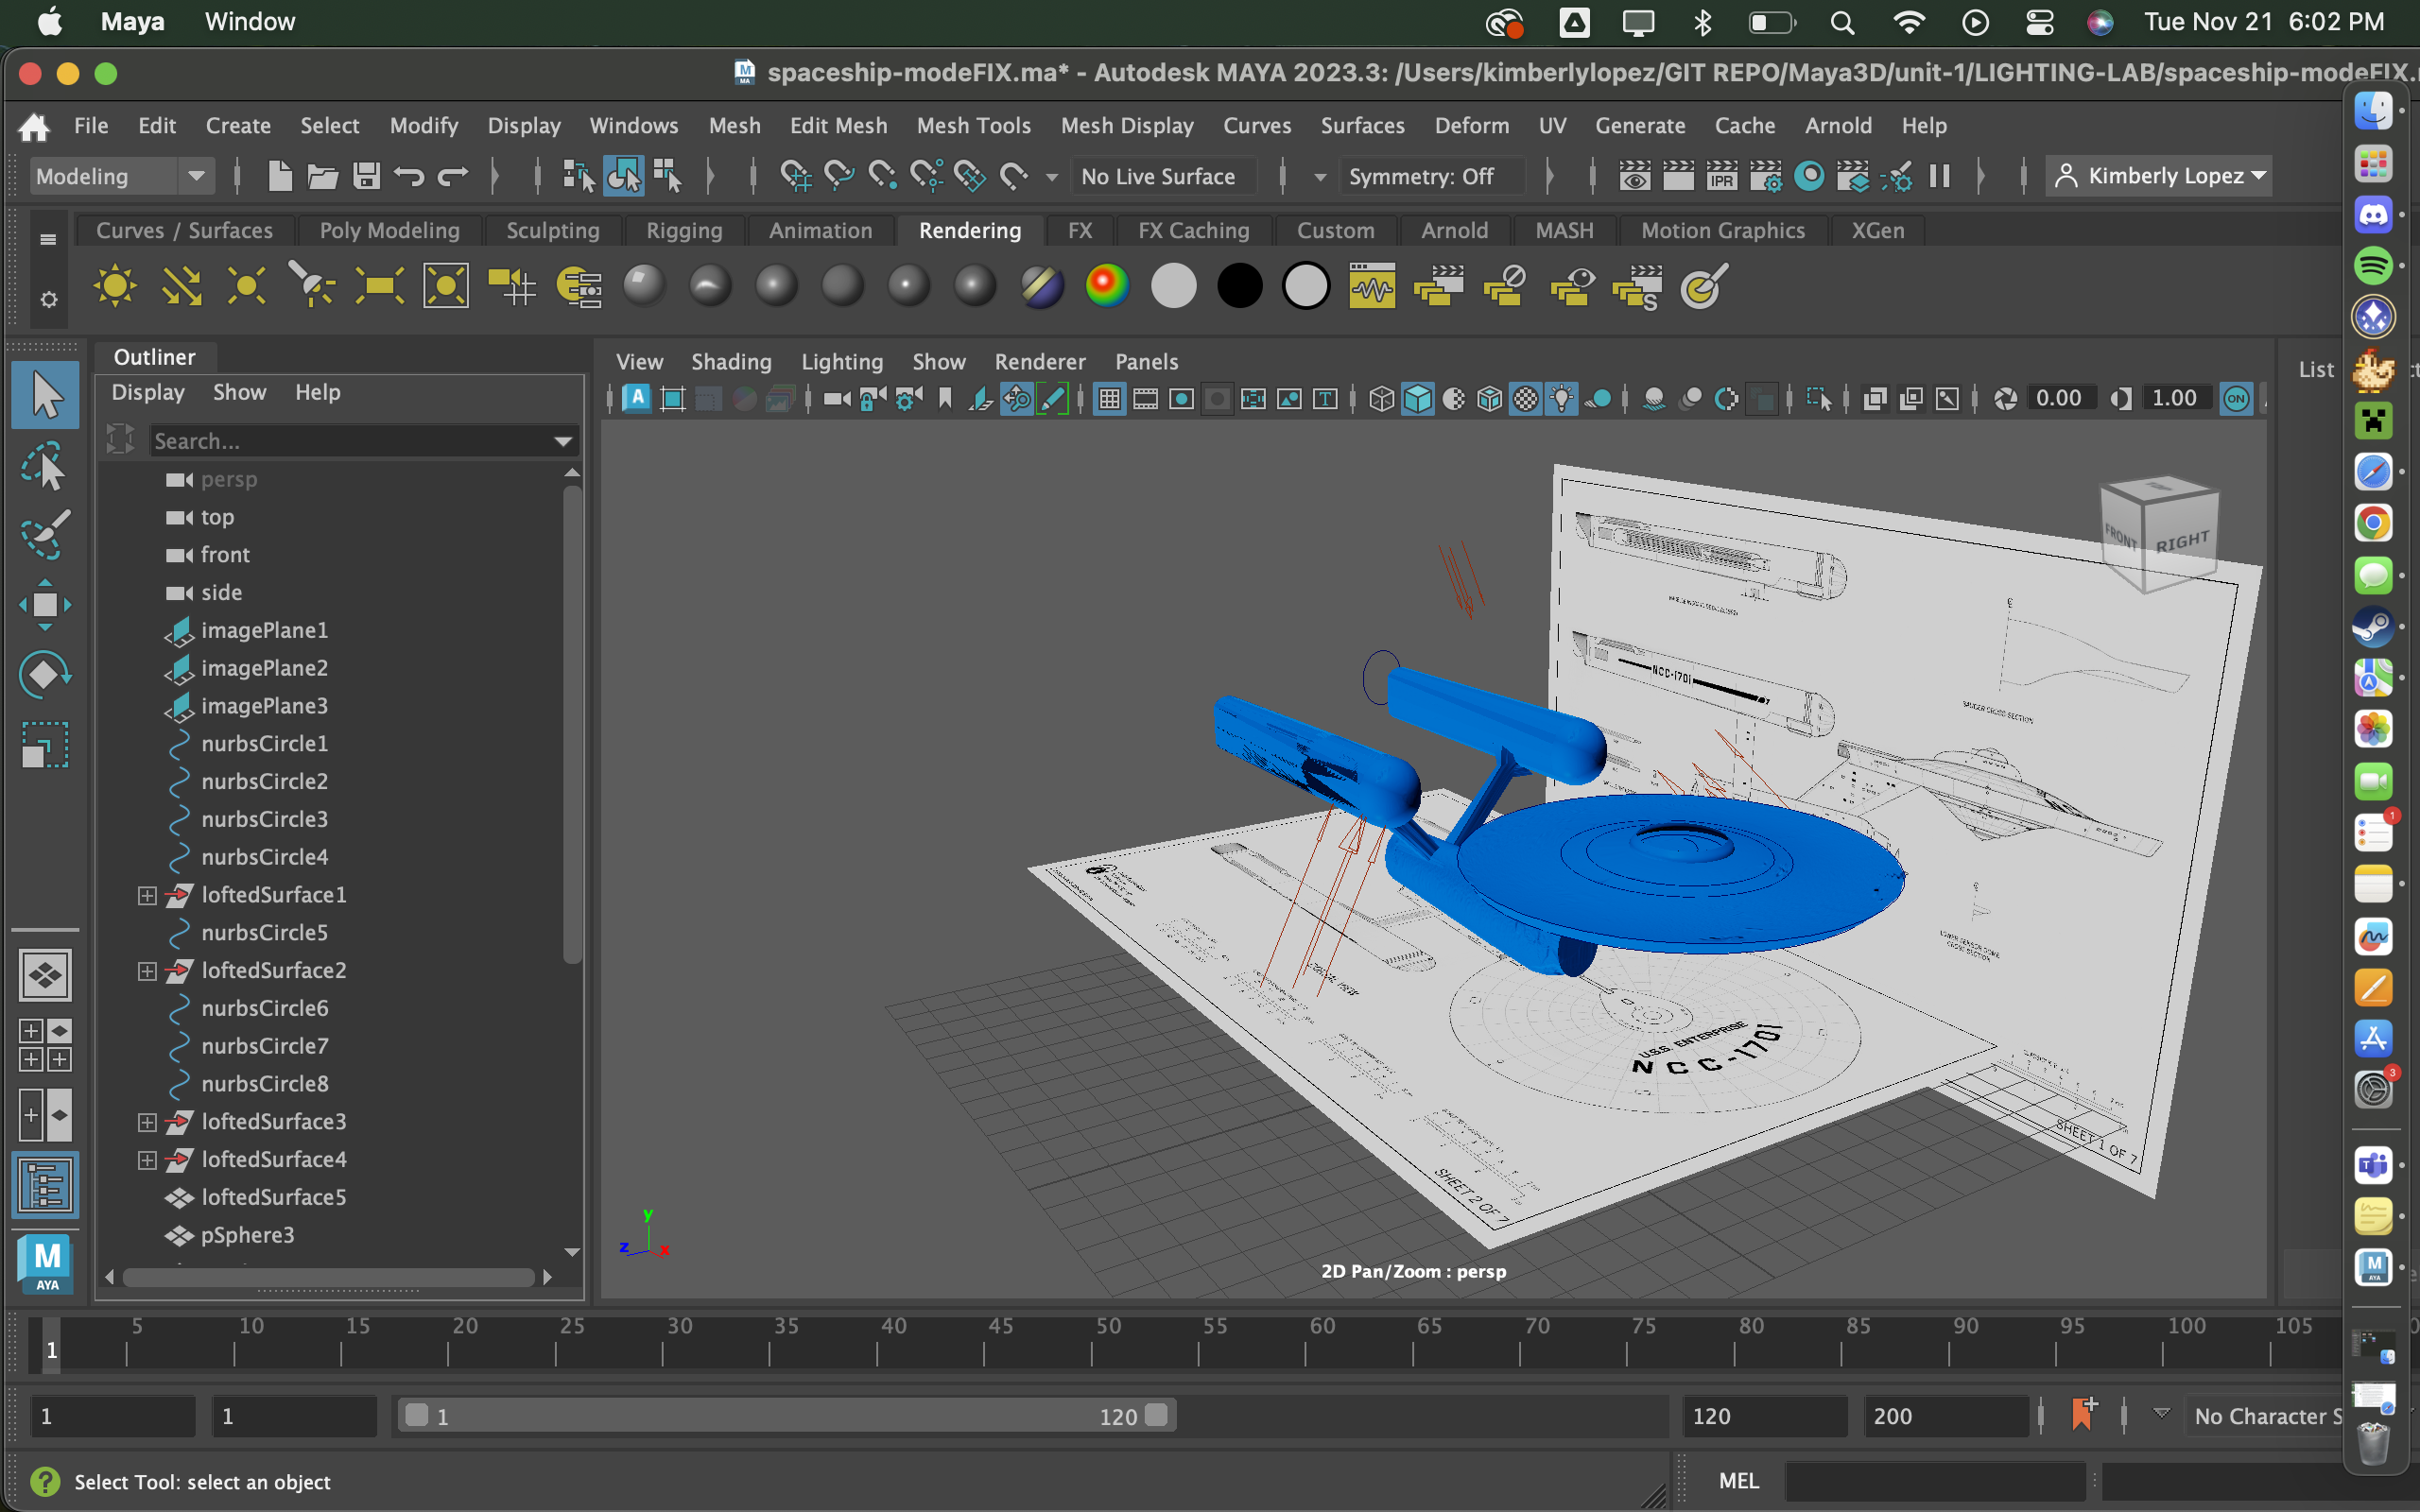 Maya Window Tue Nov 21 6:02 PM
spaceship-modeFIX.ma* - Autodesk MAYA 2023.3: /Users/kimberlylopez/GIT REPO/Maya3D/unit-1/LIGHTING-LAB/spaceship-modeFIX.
File Edit Create Select Modify Display Windows Mesh Edit Mesh Mesh Tools Mesh Display Curves Surfaces Deform UV Generate Cache Arnold Help
Modeling No Live Surface Symmetry: Off IPR Kimberly Lopez
Curves / Surfaces Poly Modeling Sculpting Rigging Animation Rendering FX FX Caching Custom Arnold MASH Motion Graphics XGen
Outliner
View Shading Lighting Show Renderer Panels
List
Display Show Help
0.00 1.00 ON
Search...
persp
top
front
side
imagePlane1
imagePlane2
imagePlane3
nurbsCircle1
nurbsCircle2
nurbsCircle3
nurbsCircle4
loftedSurface1
nurbsCircle5
loftedSurface2
nurbsCircle6
nurbsCircle7
nurbsCircle8
loftedSurface3
loftedSurface4
loftedSurface5
pSphere3
FRONT RIGHT
NCC-1701
SAUCER CROSS-SECTION
U.S.S. ENTERPRISE
NCC-1701
SHEET 1 OF 7
SHEET 2 OF 7
y
z x
2D Pan/Zoom : persp
M
AYA
5 10 15 20 25 30 35 40 45 50 55 60 65 70 75 80 85 90 95 100 105
1
1 1 1 120 120 200 No Character S
Select Tool: select an object MEL